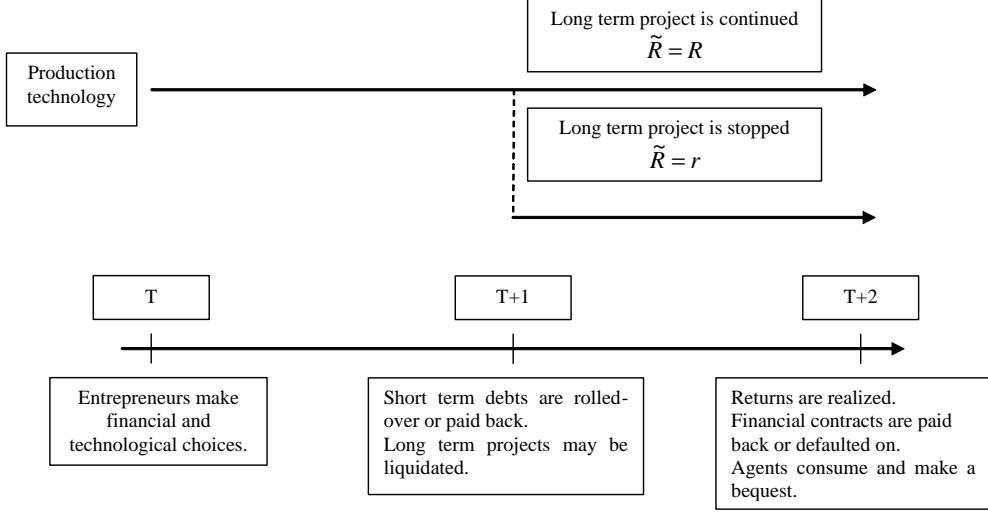 Long term project is continued
R̃ = R
Production
technology
Long term project is stopped
R̃ = r
T
T+1
T+2
Entrepreneurs make
financial and
technological choices.
Short term debts are rolled-
over or paid back.
Long term projects may be
liquidated.
Returns are realized.
Financial contracts are paid
back or defaulted on.
Agents consume and make a
bequest.